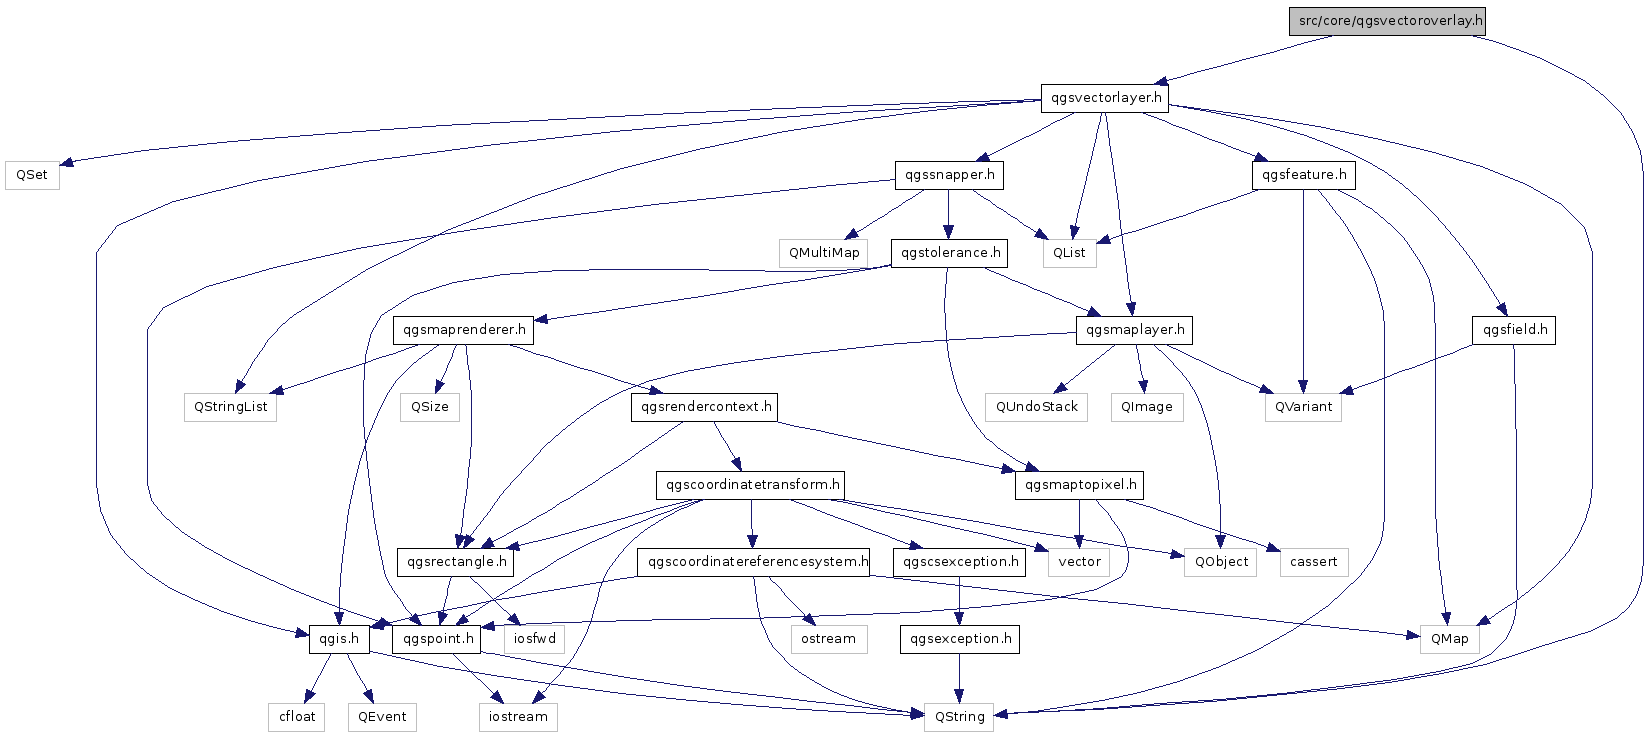 src/core/qgsvectoroverlay.h
qgsvectorlayer.h
QSet
qgssnapper.h
qgsfeature.h
QMultiMap
qgstolerance.h
QList
qgsmaprenderer.h
qgsmaplayer.h
qgsfield.h
QStringList
QSize
qgsrendercontext.h
QUndoStack
QImage
QVariant
qgscoordinatetransform.h
qgsmaptopixel.h
qgsrectangle.h
qgscoordinatereferencesystem.h
qgscsexception.h
vector
QObject
cassert
qgis.h
qgspoint.h
iosfwd
ostream
qgsexception.h
QMap
cfloat
QEvent
iostream
QString